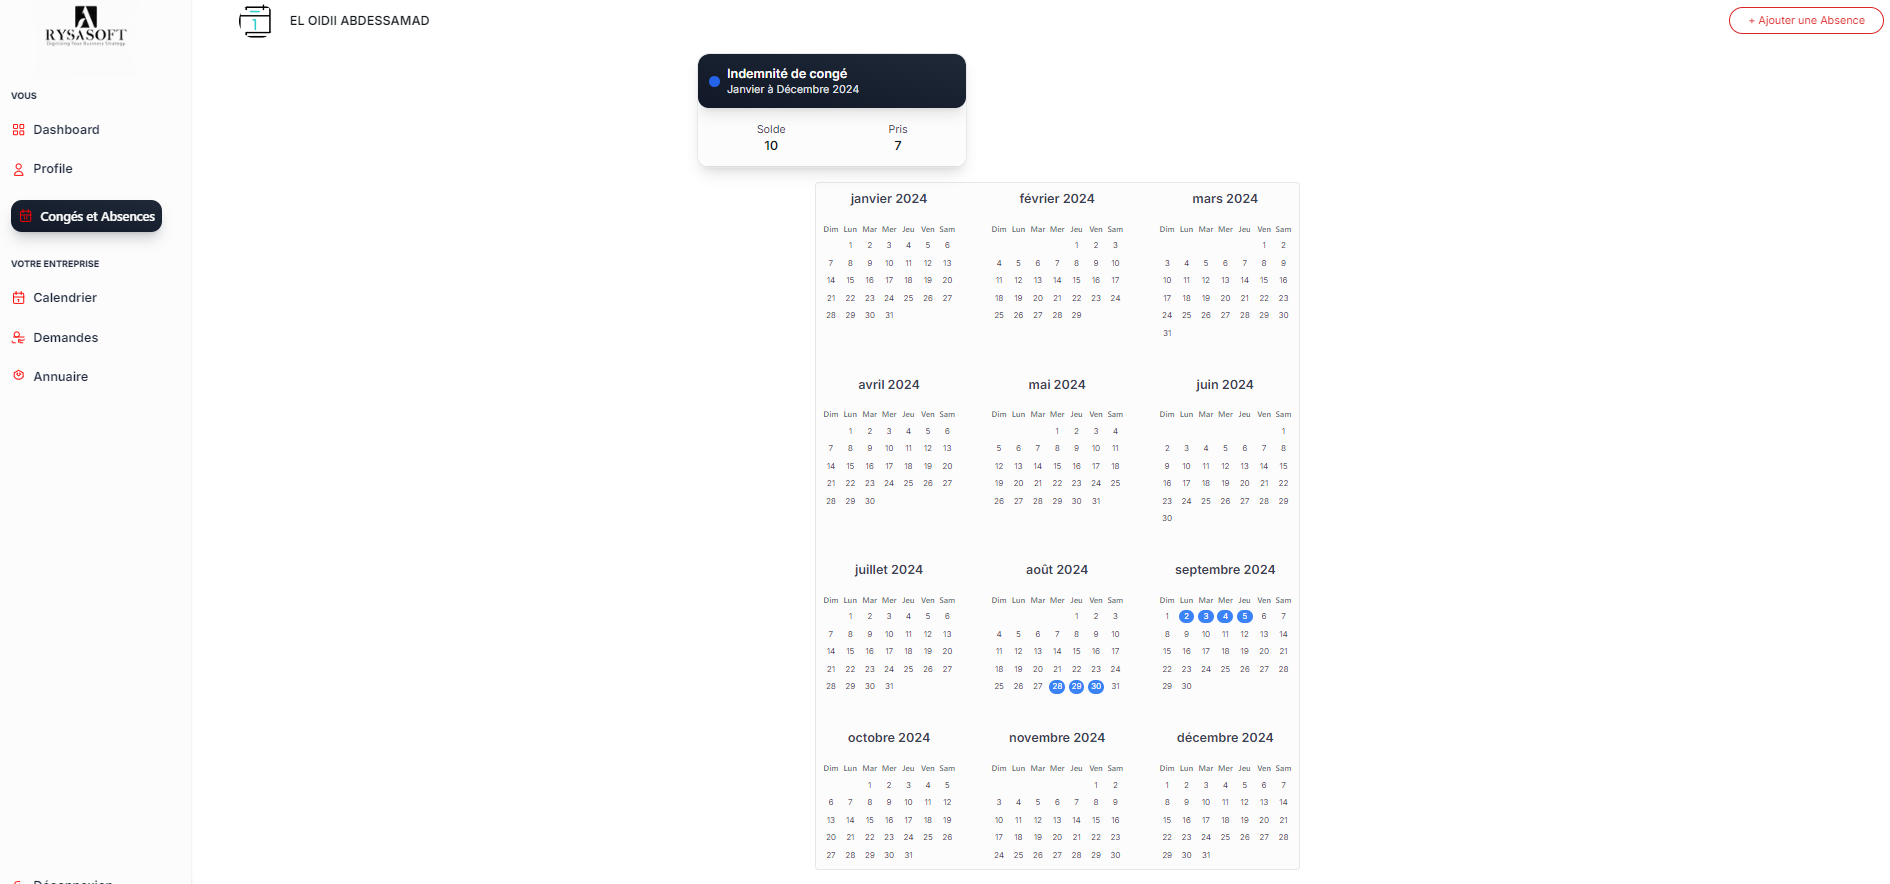 RYSASOFT
Digitizing Your Business Strategy
EL OIDII ABDESSAMAD
+ Ajouter une Absence
VOUS
Dashboard
Profile
Congés et Absences
VOTRE ENTREPRISE
Calendrier
Demandes
Annuaire
Déconnexion
Indemnité de congé
Janvier à Décembre 2024
Solde Pris
10 7
janvier 2024
Dim Lun Mar Mer Jeu Ven Sam
1 2 3 4 5 6
7 8 9 10 11 12 13
14 15 16 17 18 19 20
21 22 23 24 25 26 27
28 29 30 31
février 2024
Dim Lun Mar Mer Jeu Ven Sam
1 2 3
4 5 6 7 8 9 10
11 12 13 14 15 16 17
18 19 20 21 22 23 24
25 26 27 28 29
mars 2024
Dim Lun Mar Mer Jeu Ven Sam
1 2
3 4 5 6 7 8 9
10 11 12 13 14 15 16
17 18 19 20 21 22 23
24 25 26 27 28 29 30
31
avril 2024
Dim Lun Mar Mer Jeu Ven Sam
1 2 3 4 5 6
7 8 9 10 11 12 13
14 15 16 17 18 19 20
21 22 23 24 25 26 27
28 29 30
mai 2024
Dim Lun Mar Mer Jeu Ven Sam
1 2 3 4
5 6 7 8 9 10 11
12 13 14 15 16 17 18
19 20 21 22 23 24 25
26 27 28 29 30 31
juin 2024
Dim Lun Mar Mer Jeu Ven Sam
1
2 3 4 5 6 7 8
9 10 11 12 13 14 15
16 17 18 19 20 21 22
23 24 25 26 27 28 29
30
juillet 2024
Dim Lun Mar Mer Jeu Ven Sam
1 2 3 4 5 6
7 8 9 10 11 12 13
14 15 16 17 18 19 20
21 22 23 24 25 26 27
28 29 30 31
août 2024
Dim Lun Mar Mer Jeu Ven Sam
1 2 3
4 5 6 7 8 9 10
11 12 13 14 15 16 17
18 19 20 21 22 23 24
25 26 27 28 29 30 31
septembre 2024
Dim Lun Mar Mer Jeu Ven Sam
1 2 3 4 5 6 7
8 9 10 11 12 13 14
15 16 17 18 19 20 21
22 23 24 25 26 27 28
29 30
octobre 2024
Dim Lun Mar Mer Jeu Ven Sam
1 2 3 4 5
6 7 8 9 10 11 12
13 14 15 16 17 18 19
20 21 22 23 24 25 26
27 28 29 30 31
novembre 2024
Dim Lun Mar Mer Jeu Ven Sam
1 2
3 4 5 6 7 8 9
10 11 12 13 14 15 16
17 18 19 20 21 22 23
24 25 26 27 28 29 30
décembre 2024
Dim Lun Mar Mer Jeu Ven Sam
1 2 3 4 5 6 7
8 9 10 11 12 13 14
15 16 17 18 19 20 21
22 23 24 25 26 27 28
29 30 31